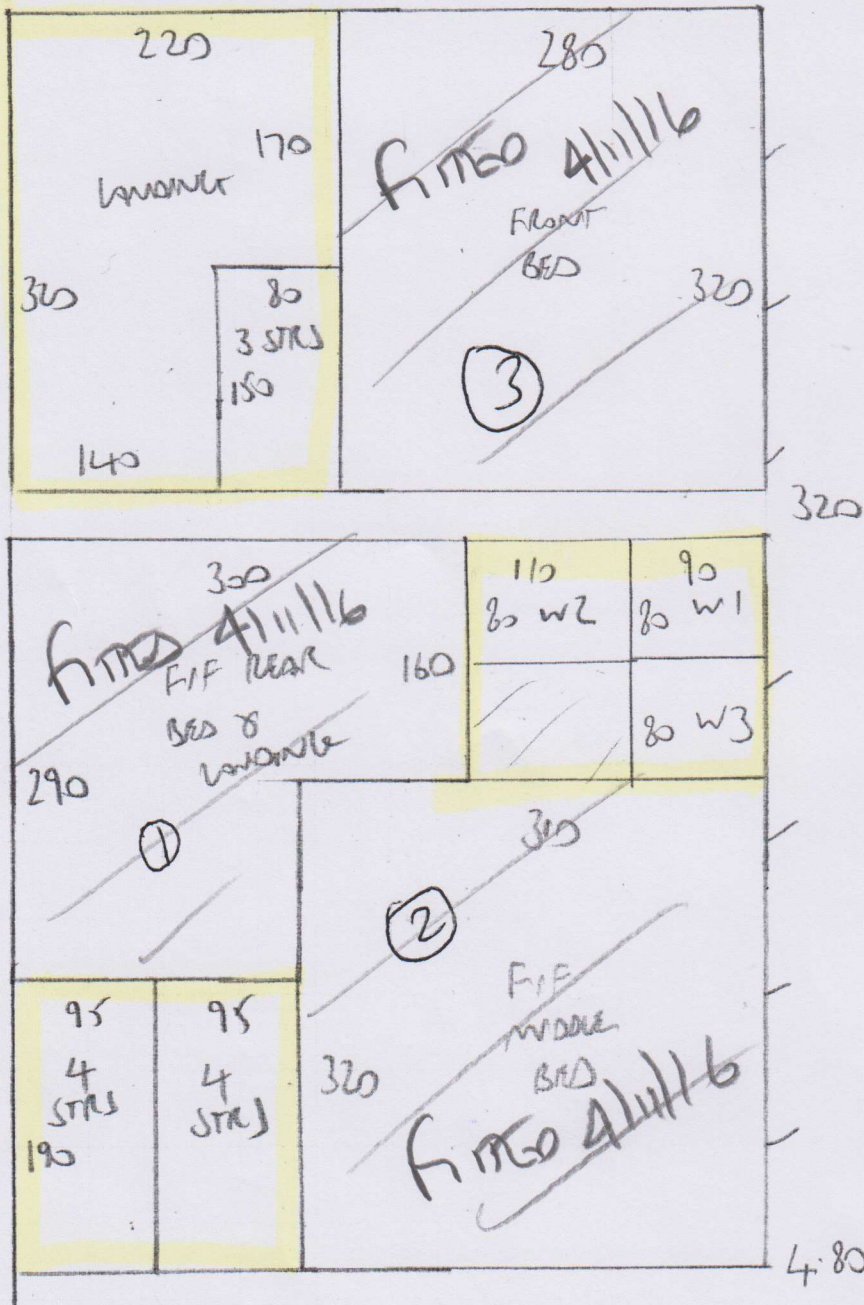 220
170
LANDING
320
80
3 STRS
150
140
280
FITTED 4/11/16
FRONT
BED
320
3
320
300
FITTED 4/11/16
F/F REAR
BED &
LANDING
160
290
1
110
80 W2
90
80 W1
80 W3
310
2
F/F
MIDDLE
BED
320
FITTED 4/11/16
95
4
STRS
190
95
4
STRS
4.80